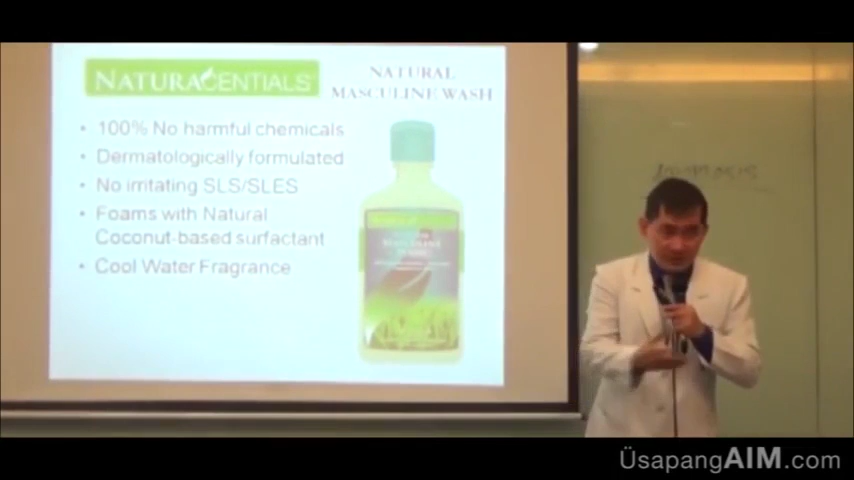 NATURACENTIALS
NATURAL
MASCULINE WASH
• 100% No harmful chemicals
• Dermatologically formulated
• No irritating SLS/SLES
• Foams with Natural
Coconut-based surfactant
• Cool Water Fragrance
MASCULINE
ÜsapangAIM.com